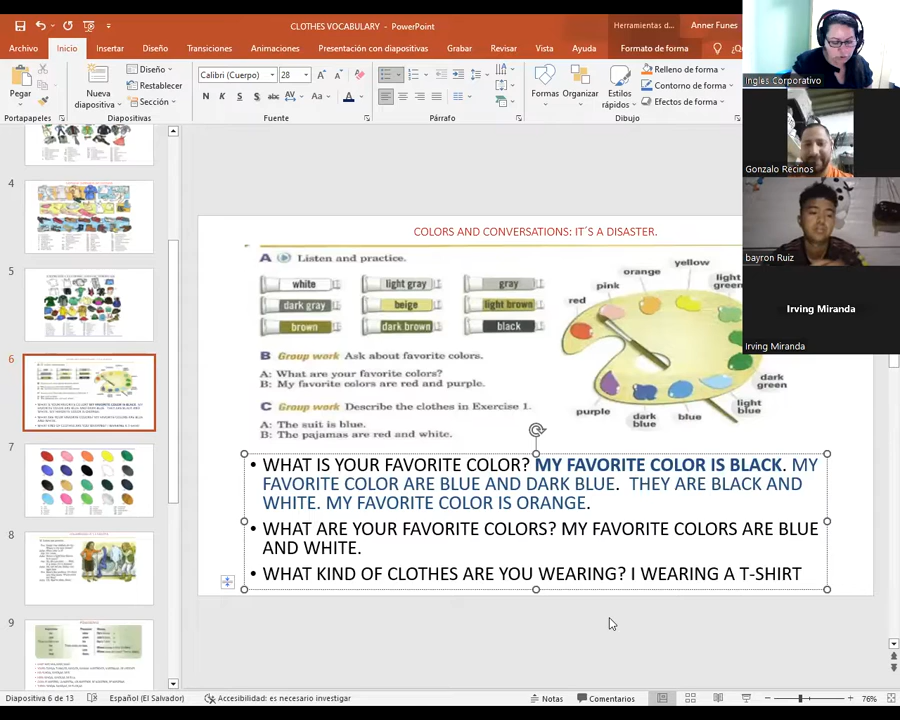 CLOTHES VOCABULARY - PowerPoint
Herramientas d...
Anner Funes
Archivo
Inicio
Insertar
Diseño
Transiciones
Animaciones
Presentación con diapositivas
Grabar
Revisar
Vista
Ayuda
Formato de forma
Pegar
Portapapeles
Nueva
diapositiva
Diseño
Restablecer
Sección
Diapositivas
Calibri (Cuerpo)
28
N K S S abc AV Aa A
Fuente
Párrafo
Formas
Organizar
Estilos
rápidos
Relleno de forma
Contorno de forma
Efectos de forma
Dibujo
Ingles Corporativo
Gonzalo Recinos
bayron Ruiz
Irving Miranda
Irving Miranda
4
5
6
7
8
9
COLORS AND CONVERSATIONS: IT´S A DISASTER.
A Listen and practice.
white
light gray
gray
dark gray
beige
light brown
brown
dark brown
black
red
pink
orange
yellow
light
green
dark
green
light
blue
blue
dark
blue
purple
B Group work Ask about favorite colors.
A: What are your favorite colors?
B: My favorite colors are red and purple.
C Group work Describe the clothes in Exercise 1.
A: The suit is blue.
B: The pajamas are red and white.
• WHAT IS YOUR FAVORITE COLOR? MY FAVORITE COLOR IS BLACK. MY
FAVORITE COLOR ARE BLUE AND DARK BLUE. THEY ARE BLACK AND
WHITE. MY FAVORITE COLOR IS ORANGE.
• WHAT ARE YOUR FAVORITE COLORS? MY FAVORITE COLORS ARE BLUE
AND WHITE.
• WHAT KIND OF CLOTHES ARE YOU WEARING? I WEARING A T-SHIRT
Diapositiva 6 de 13
Español (El Salvador)
Accesibilidad: es necesario investigar
Notas
Comentarios
76%